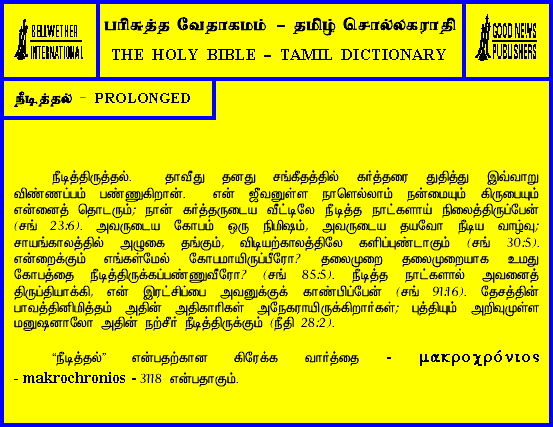 BELLWETHER
INTERNATIONAL
பரிசுத்த வேதாகமம் – தமிழ் சொல்லகராதி
THE HOLY BIBLE – TAMIL DICTIONARY
GOOD NEWS
PUBLISHERS
நீடித்தல் – PROLONGED
நீடித்திருத்தல். தாவீது தனது சங்கீதத்தில் கர்த்தரை துதித்து இவ்வாறு
விண்ணப்பம் பண்ணுகிறான். என் ஜீவனுள்ள நாளெல்லாம் நன்மையும் கிருபையும்
என்னைத் தொடரும்; நான் கர்த்தருடைய வீட்டிலே நீடித்த நாட்களாய் நிலைத்திருப்பேன்
(சங் 23:6). அவருடைய கோபம் ஒரு நிமிஷம், அவருடைய தயவோ நீடிய வாழ்வு;
சாயங்காலத்தில் அழுகை தங்கும், விடியற்காலத்திலே களிப்புண்டாகும் (சங் 30:5).
என்றைக்கும் எங்கள்மேல் கோபமாயிருப்பீரோ? தலைமுறை தலைமுறையாக உமது
கோபத்தை நீடித்திருக்கப்பண்ணுவீரோ? (சங் 85:5). நீடித்த நாட்களால் அவனைத்
திருப்தியாக்கி, என் இரட்சிப்பை அவனுக்குக் காண்பிப்பேன் (சங் 91:16). தேசத்தின்
பாவத்தினிமித்தம் அதின் அதிகாரிகள் அநேகராயிருக்கிறார்கள்; புத்தியும் அறிவுமுள்ள
மனுஷனாலோ அதின் நற்சீர் நீடித்திருக்கும் (நீதி 28:2).
“நீடித்தல்” என்பதற்கான கிரேக்க வார்த்தை - μακροχρόνιος
- makrochronios - 3118 என்பதாகும்.